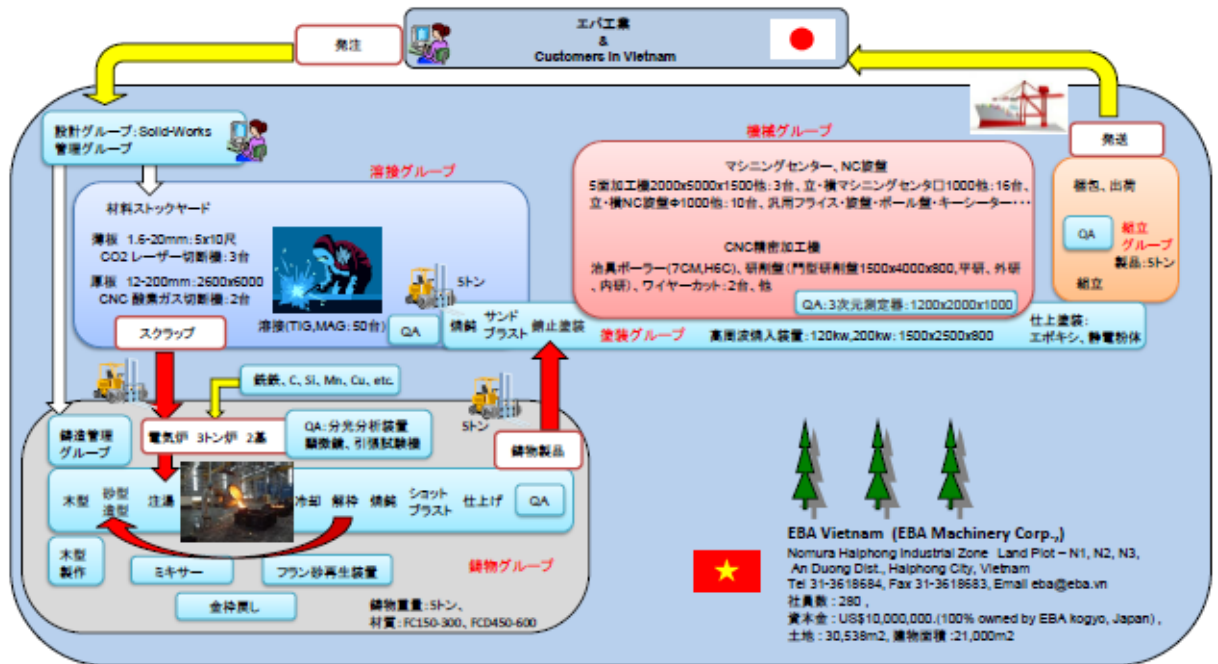 エバ工業
&
Customers in Vietnam
発注
発送
設計グループ:Solid-Works
管理グループ
溶接グループ
機械グループ
材料ストックヤード
薄板 1.6-20mm:5x10尺
CO2 レーザー切断機:3台
厚板 12-200mm:2600x6000
CNC 酸素ガス切断機:2台
スクラップ
溶接(TIG,MAG:50台)
QA
5トン
焼鈍
サンド
ブラスト
錆止塗装
マシニングセンター、NC旋盤
5面加工機2000x5000x1500他:3台、立・横マシニングセンタ□1000他:16台、
立・横NC旋盤Φ1000他:10台、汎用フライス・旋盤・ボール盤・キーシーター・・・
CNC精密加工機
治具ボーラー(7CM,H6C)、研削盤(門型研削盤1500x4000x800,平研、外研
、内研)、ワイヤーカット:2台、他
QA:3次元測定器:1200x2000x1000
塗装グループ
高周波焼入装置:120kw,200kw:1500x2500x800
仕上塗装:
エポキシ、静電粉体
梱包、出荷
QA
組立
グループ
製品:5トン
組立
銑鉄、C, Si, Mn, Cu, etc.
鋳造管理
グループ
電気炉 3トン炉 2基
QA:分光分析装置
顕微鏡、引張試験機
5トン
鋳物製品
木型
砂型
造型
注湯
冷却
解枠
焼鈍
ショット
ブラスト
仕上げ
QA
木型
製作
ミキサー
フラン砂再生装置
鋳物グループ
金枠戻し
鋳物重量:5トン、
材質:FC150-300、FCD450-600
EBA Vietnam (EBA Machinery Corp.,)
Nomura Haiphong Industrial Zone Land Plot – N1, N2, N3,
An Duong Dist., Haiphong City, Vietnam
Tel 31-3618684, Fax 31-3618683, Email eba@eba.vn
社員数:280 ,
資本金:US$10,000,000.(100% owned by EBA kogyo, Japan) ,
土地:30,538m2, 建物面積:21,000m2